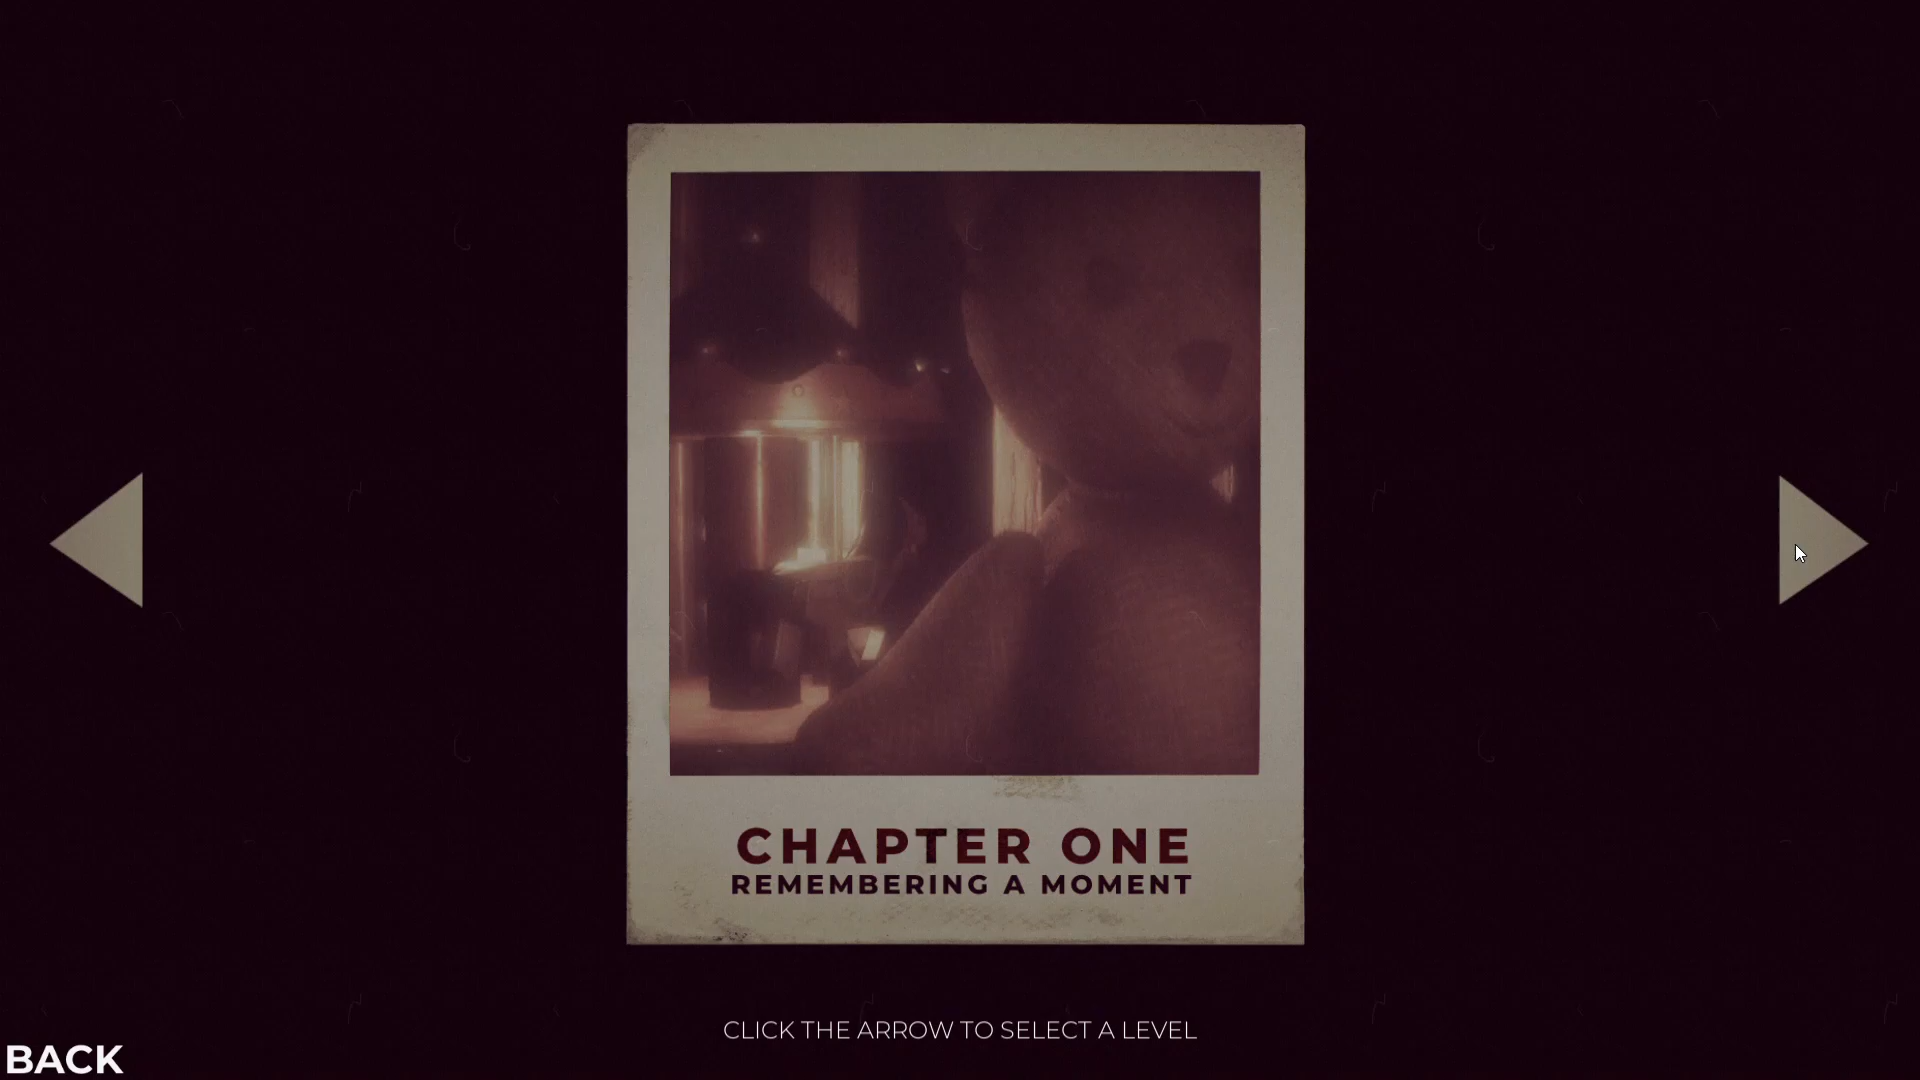 CHAPTER ONE
REMEMBERING A MOMENT
CLICK THE ARROW TO SELECT A LEVEL
BACK